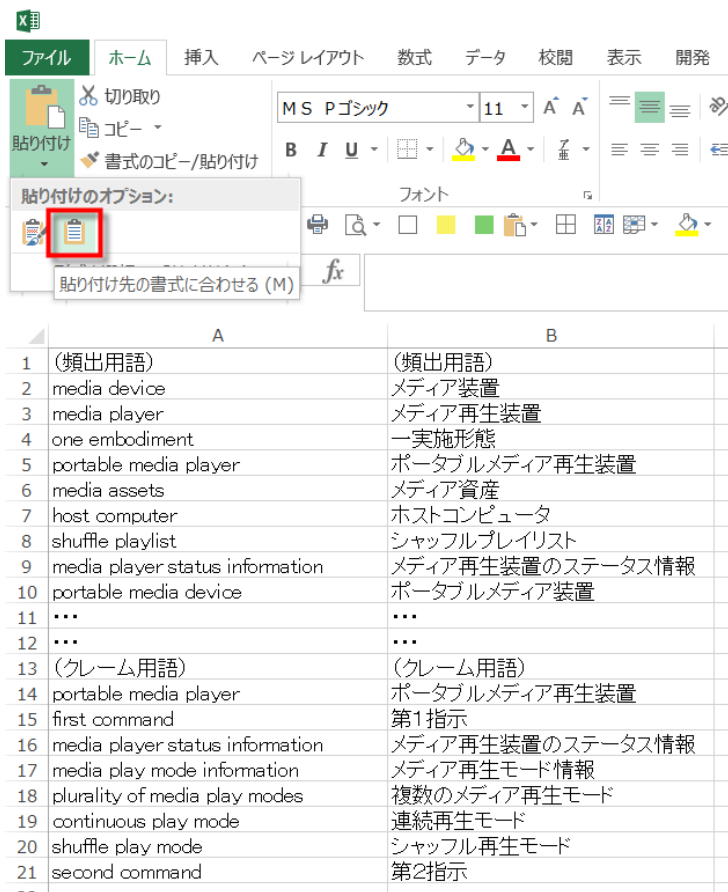 ファイル ホーム 挿入 ページ レイアウト 数式 データ 校閲 表示 開発
切り取り
コピー
書式のコピー/貼り付け
貼り付け
ＭＳ Ｐゴシック 11
B I U
フォント
貼り付けのオプション:
貼り付け先の書式に合わせる (M)
fx
A B
1 (頻出用語) (頻出用語)
2 media device メディア装置
3 media player メディア再生装置
4 one embodiment 一実施形態
5 portable media player ポータブルメディア再生装置
6 media assets メディア資産
7 host computer ホストコンピュータ
8 shuffle playlist シャッフルプレイリスト
9 media player status information メディア再生装置のステータス情報
10 portable media device ポータブルメディア装置
11 ・・・ ・・・
12 ・・・ ・・・
13 (クレーム用語) (クレーム用語)
14 portable media player ポータブルメディア再生装置
15 first command 第1指示
16 media player status information メディア再生装置のステータス情報
17 media play mode information メディア再生モード情報
18 plurality of media play modes 複数のメディア再生モード
19 continuous play mode 連続再生モード
20 shuffle play mode シャッフル再生モード
21 second command 第2指示